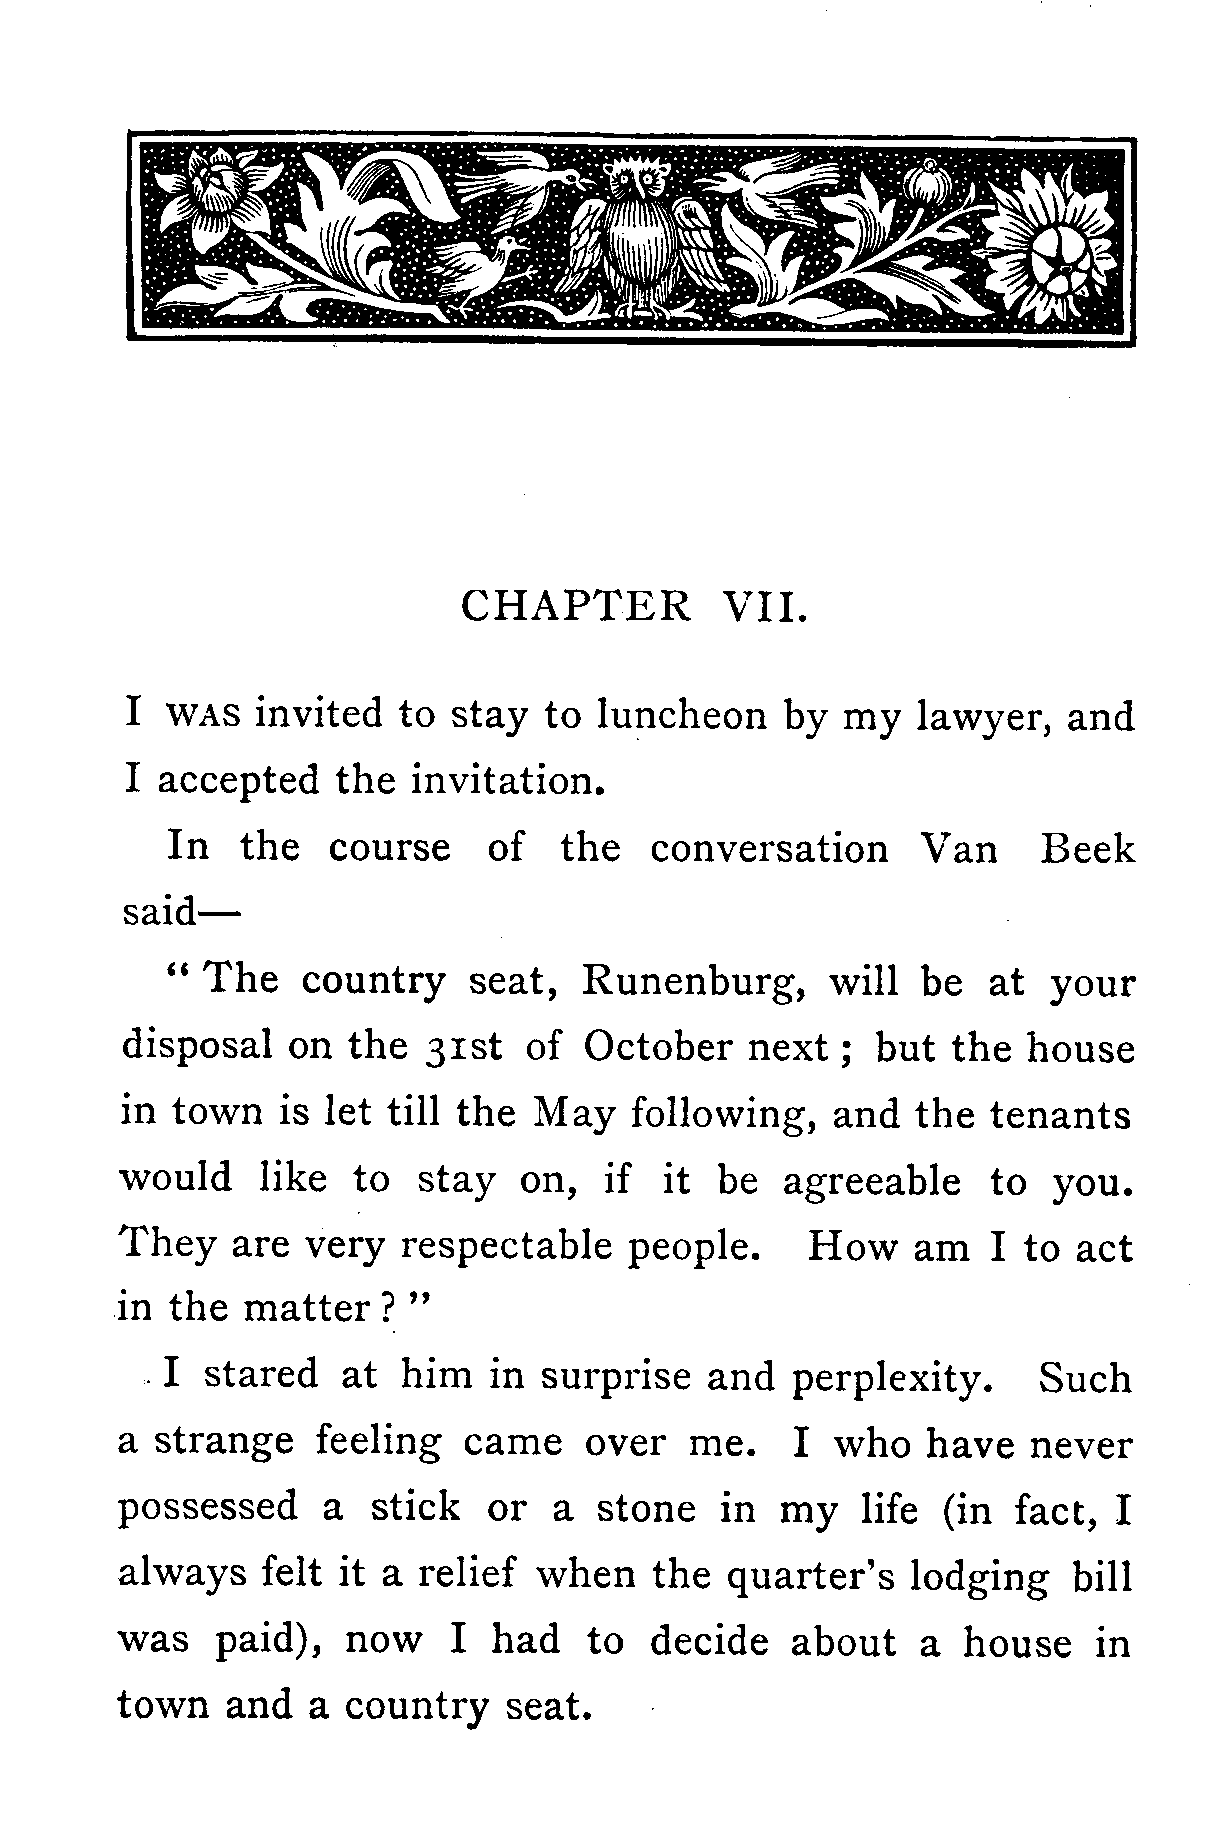 CHAPTER VII.
I WAS invited to stay to luncheon by my lawyer, and
I accepted the invitation.
In the course of the conversation Van Beek
said—
“ The country seat, Runenburg, will be at your
disposal on the 31st of October next ; but the house
in town is let till the May following, and the tenants
would like to stay on, if it be agreeable to you.
They are very respectable people. How am I to act
in the matter ? ”
I stared at him in surprise and perplexity. Such
a strange feeling came over me. I who have never
possessed a stick or a stone in my life (in fact, I
always felt it a relief when the quarter’s lodging bill
was paid), now I had to decide about a house in
town and a country seat.